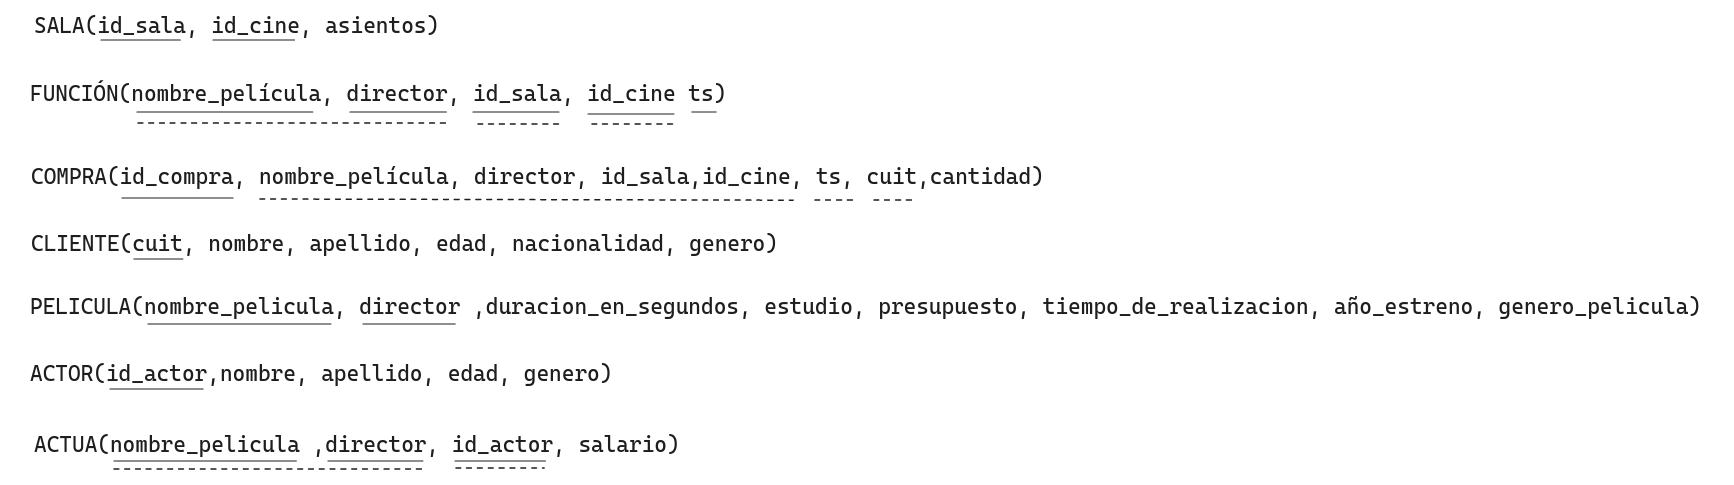 SALA(id_sala, id_cine, asientos)
FUNCIÓN(nombre_película, director, id_sala, id_cine ts)
COMPRA(id_compra, nombre_película, director, id_sala,id_cine, ts, cuit,cantidad)
CLIENTE(cuit, nombre, apellido, edad, nacionalidad, genero)
PELICULA(nombre_pelicula, director ,duracion_en_segundos, estudio, presupuesto, tiempo_de_realizacion, año_estreno, genero_pelicula)
ACTOR(id_actor,nombre, apellido, edad, genero)
ACTUA(nombre_pelicula ,director, id_actor, salario)